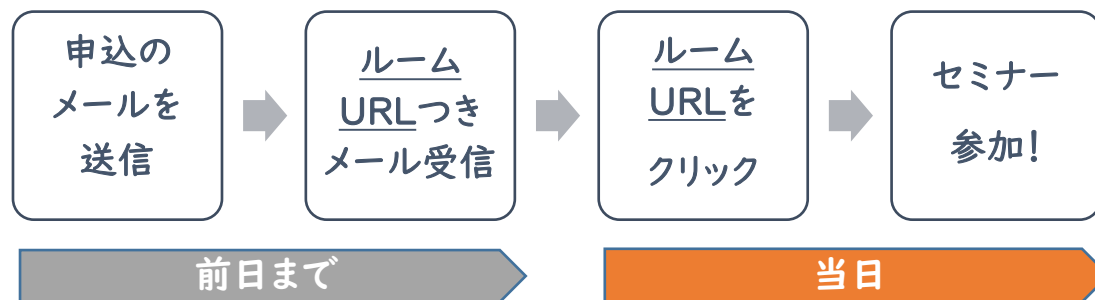 申込の
メールを
送信
ルーム
URLつき
メール受信
ルーム
URLを
クリック
セミナー
参加!
前日まで
当日